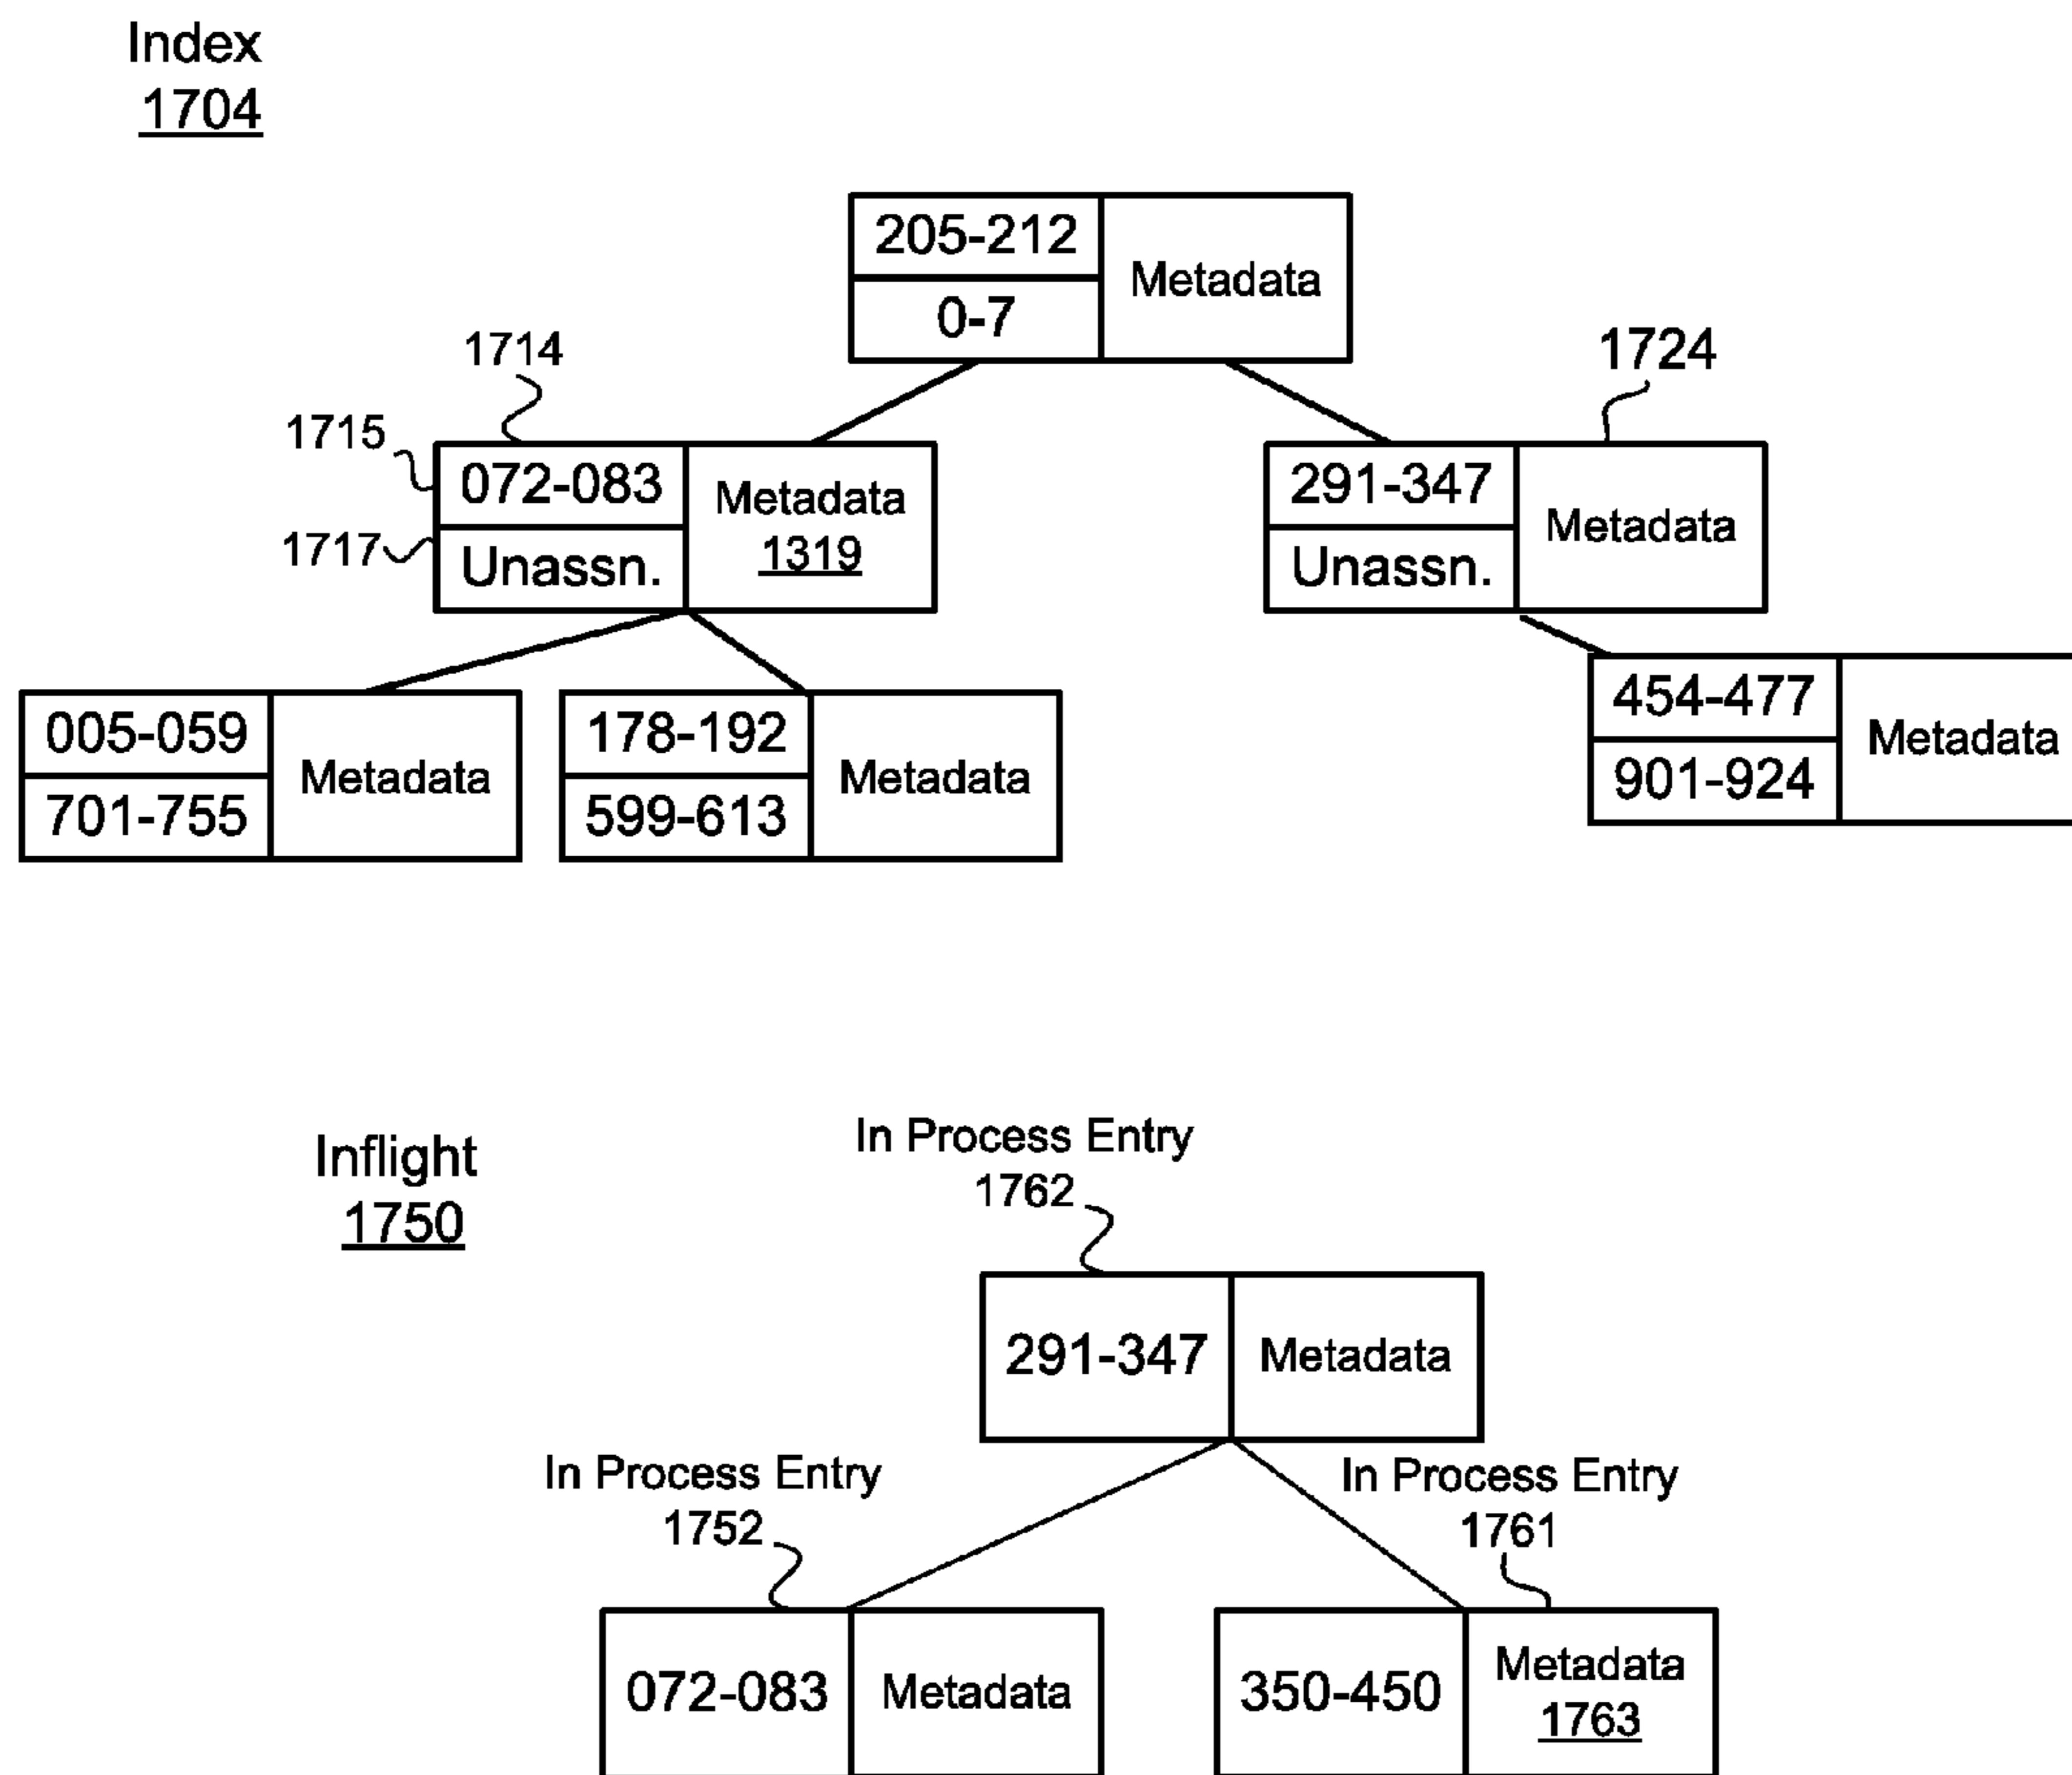 Index
1704
205-212
Metadata
0-7
1714
1724
1715
072-083
Metadata
1319
1717
Unassn.
291-347
Metadata
Unassn.
005-059
Metadata
701-755
178-192
Metadata
599-613
454-477
Metadata
901-924
Inflight
1750
In Process Entry
1762
291-347
Metadata
In Process Entry
1752
In Process Entry
1761
072-083
Metadata
350-450
Metadata
1763